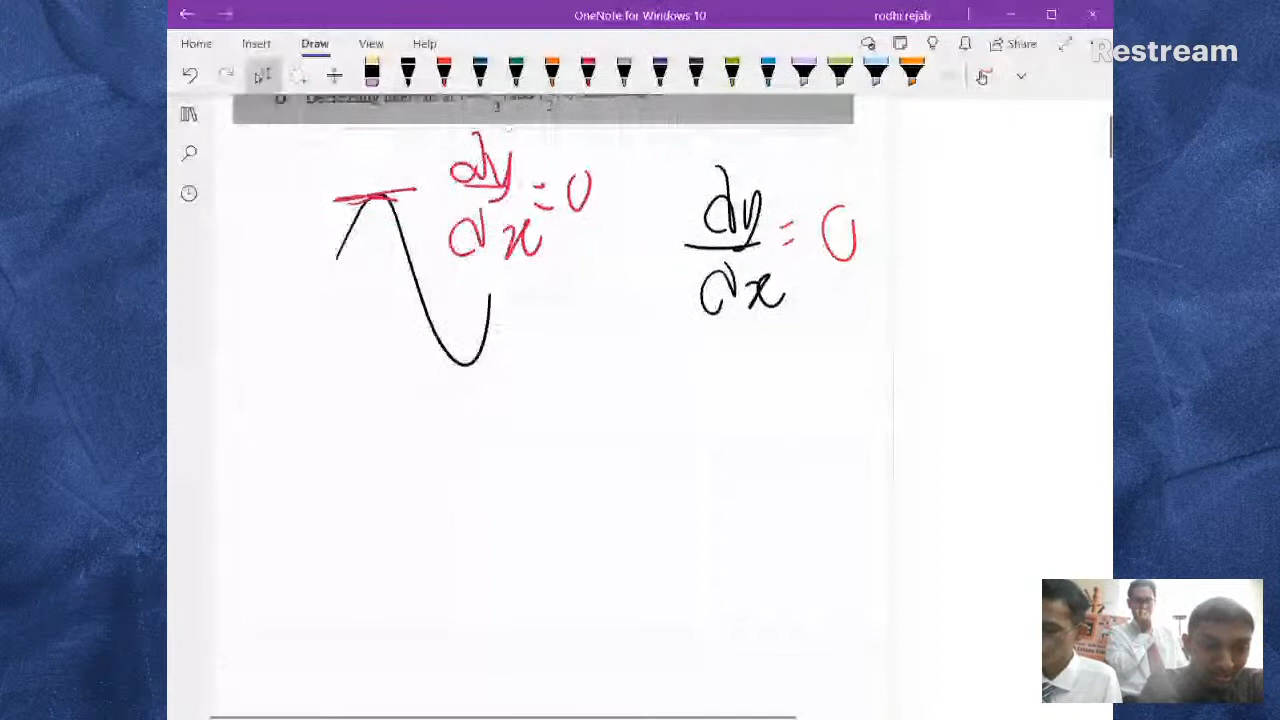 OneNote for Windows 10
rodhi rejab
Home Insert Draw View Help
Share
Restream
dy/dx = 0
dy/dx = 0